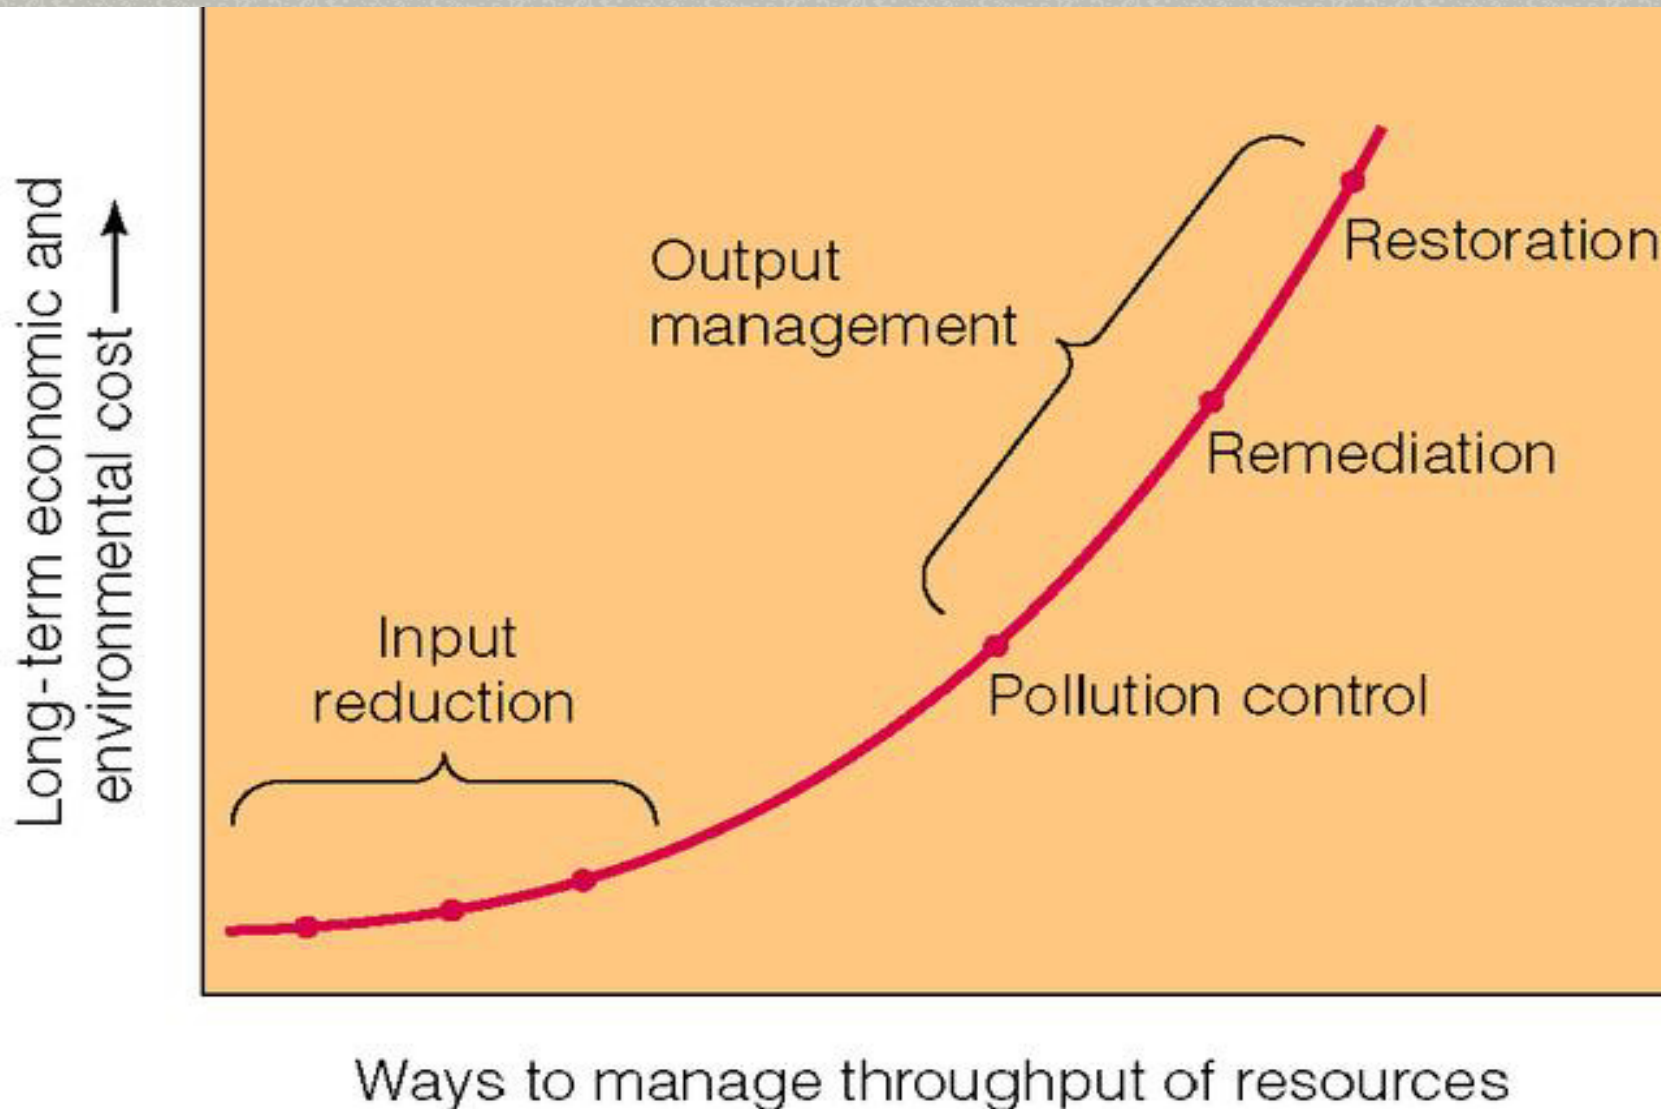 Long-term economic and
environmental cost
Output
management
Restoration
Remediation
Input
reduction
Pollution control
Ways to manage throughput of resources